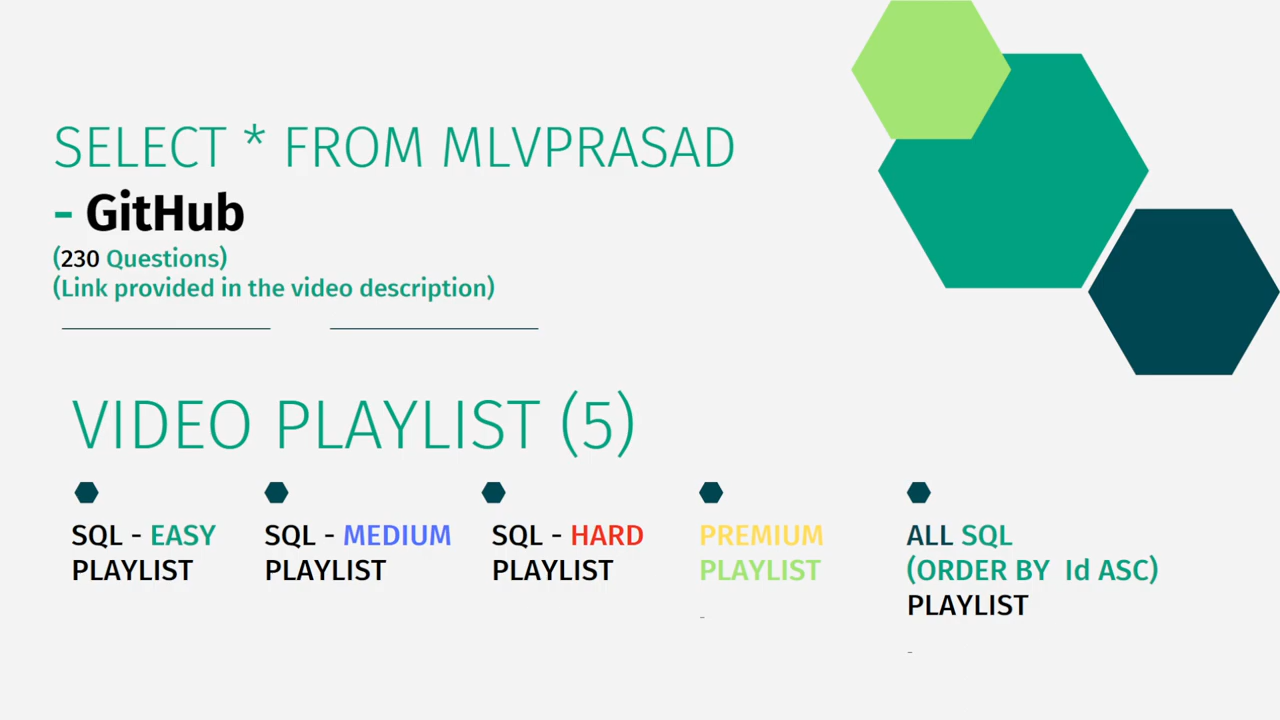 SELECT * FROM MLVPRASAD
- GitHub
(230 Questions)
(Link provided in the video description)
VIDEO PLAYLIST (5)
SQL - EASY
PLAYLIST
SQL - MEDIUM
PLAYLIST
SQL - HARD
PLAYLIST
PREMIUM
PLAYLIST
-
ALL SQL
(ORDER BY Id ASC)
PLAYLIST
-